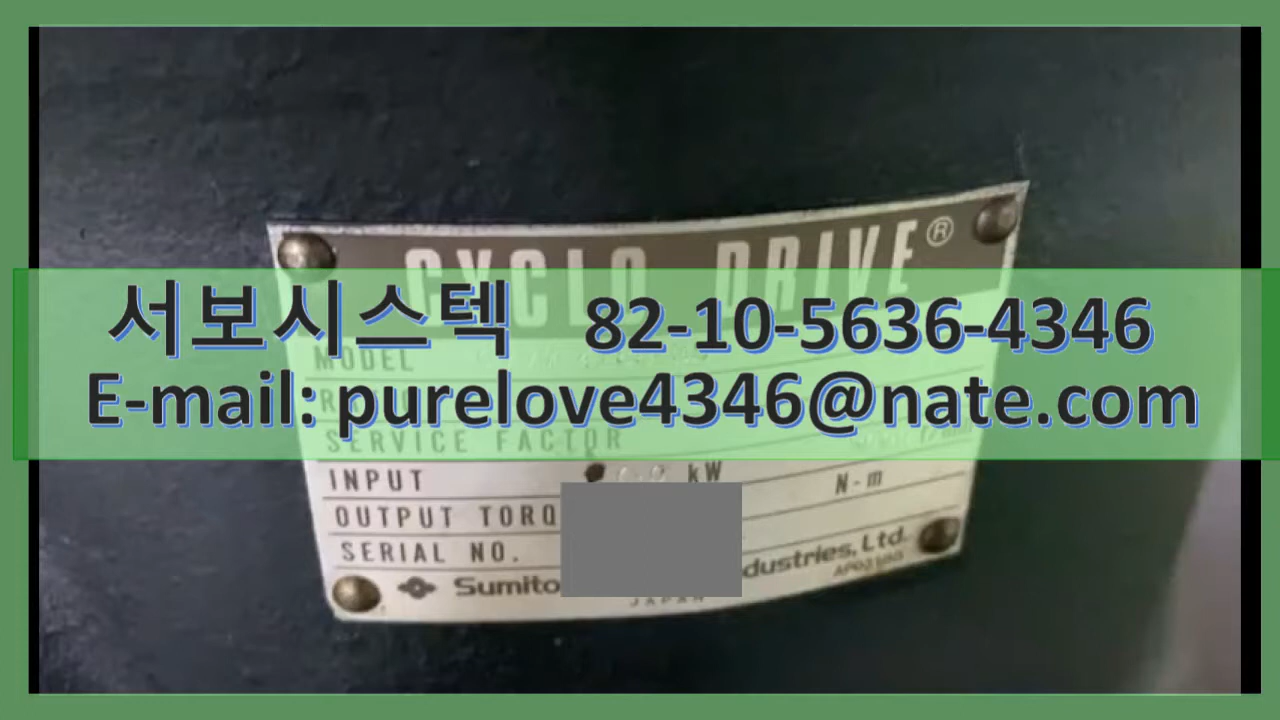 CYCLO DRIVE®
서보시스텍 82-10-5636-4346
MODEL
E-mail: purelove4346@nate.com
SERVICE FACTOR
INPUT kW
N-m
OUTPUT TORQ
SERIAL NO.
Sumito dustries, Ltd.
JAPAN